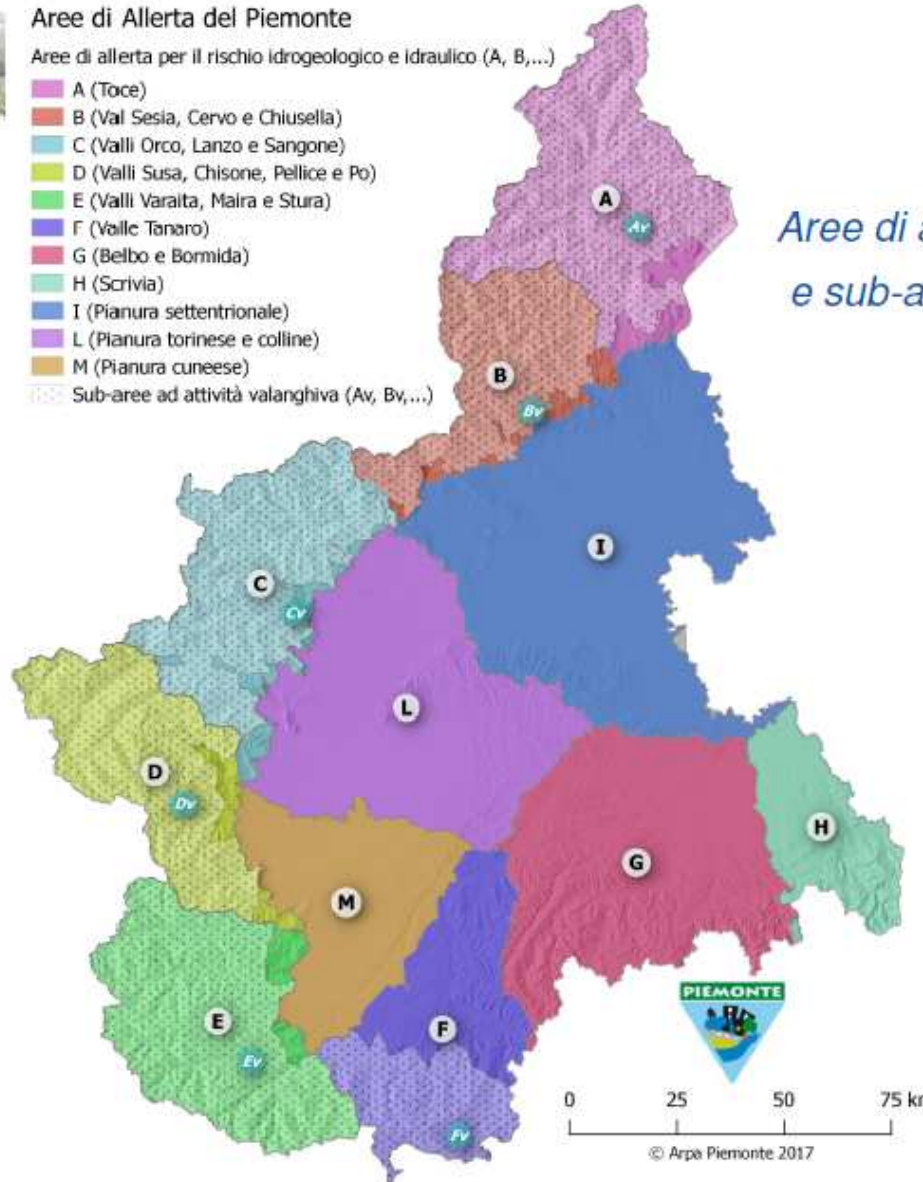 Aree di Allerta del Piemonte
Aree di allerta per il rischio idrogeologico e idraulico (A, B,...)
A (Toce)
B (Val Sesia, Cervo e Chiusella)
C (Valli Orco, Lanzo e Sangone)
D (Valli Susa, Chisone, Pellice e Po)
E (Valli Varaita, Maira e Stura)
F (Valle Tanaro)
G (Belbo e Bormida)
H (Scrivia)
I (Pianura settentrionale)
L (Pianura torinese e colline)
M (Pianura cuneese)
Sub-aree ad attività valanghiva (Av, Bv,...)
Aree di a
e sub-a
A
Av
B
Bv
I
C
Cv
L
D
Dv
H
G
M
E
Ev
F
Fv
PIEMONTE
0 25 50 75 km
© Arpa Piemonte 2017